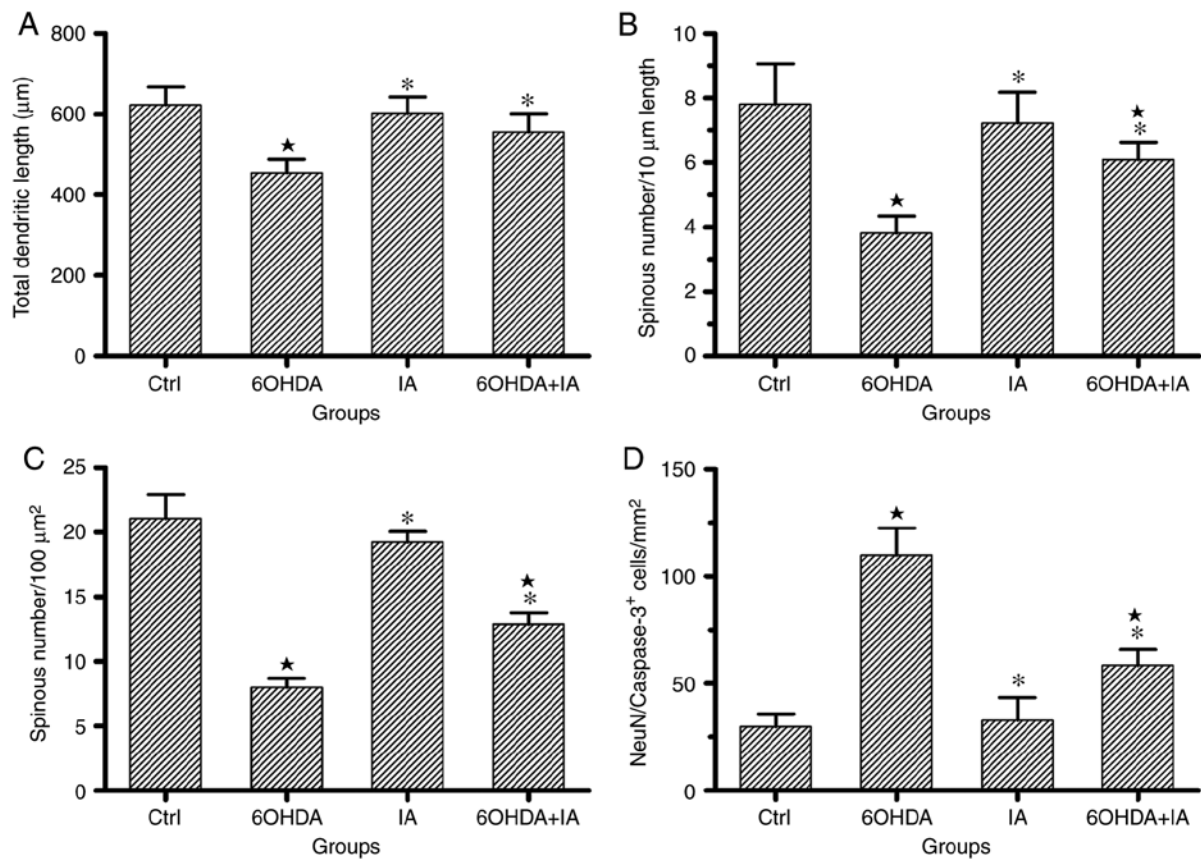 A
Total dendritic length (μm)
800
600
400
200
0
★
*
*
Ctrl 6OHDA IA 6OHDA+IA
Groups
B
Spinous number/10 μm length
10
8
6
4
2
0
★
*
★
*
Ctrl 6OHDA IA 6OHDA+IA
Groups
C
Spinous number/100 μm²
25
20
15
10
5
0
★
*
★
*
Ctrl 6OHDA IA 6OHDA+IA
Groups
D
NeuN/Caspase-3⁺ cells/mm²
150
100
50
0
★
*
★
*
Ctrl 6OHDA IA 6OHDA+IA
Groups